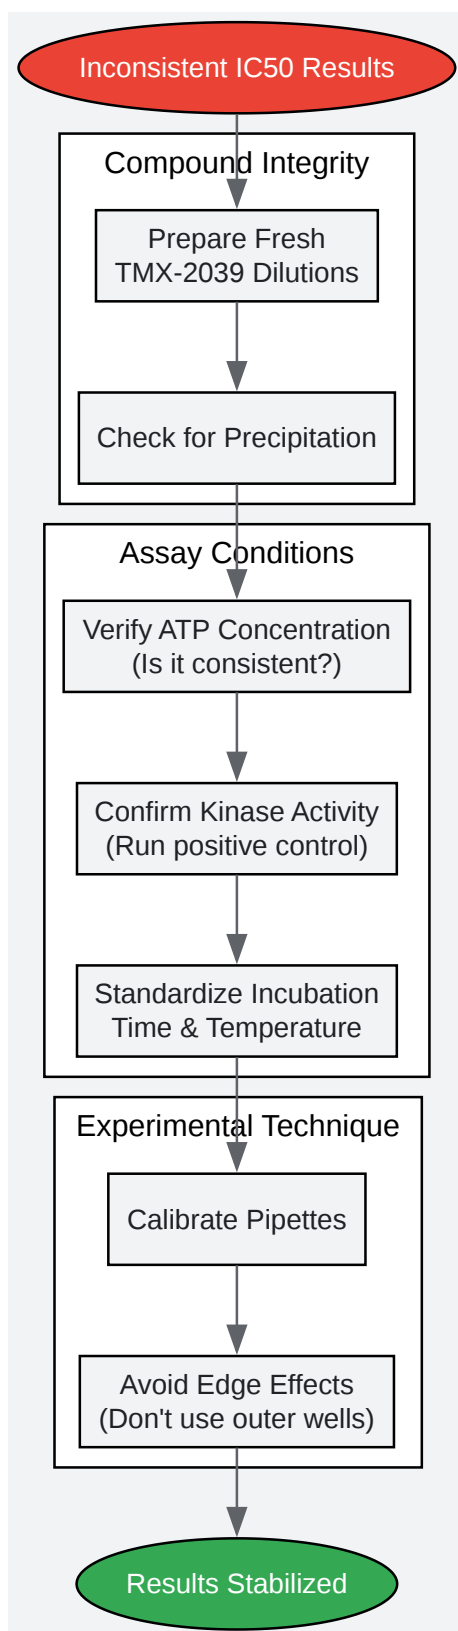 Inconsistent IC50 Results
Compound Integrity
Prepare Fresh
TMX-2039 Dilutions
Check for Precipitation
Assay Conditions
Verify ATP Concentration
(Is it consistent?)
Confirm Kinase Activity
(Run positive control)
Standardize Incubation
Time & Temperature
Experimental Technique
Calibrate Pipettes
Avoid Edge Effects
(Don't use outer wells)
Results Stabilized